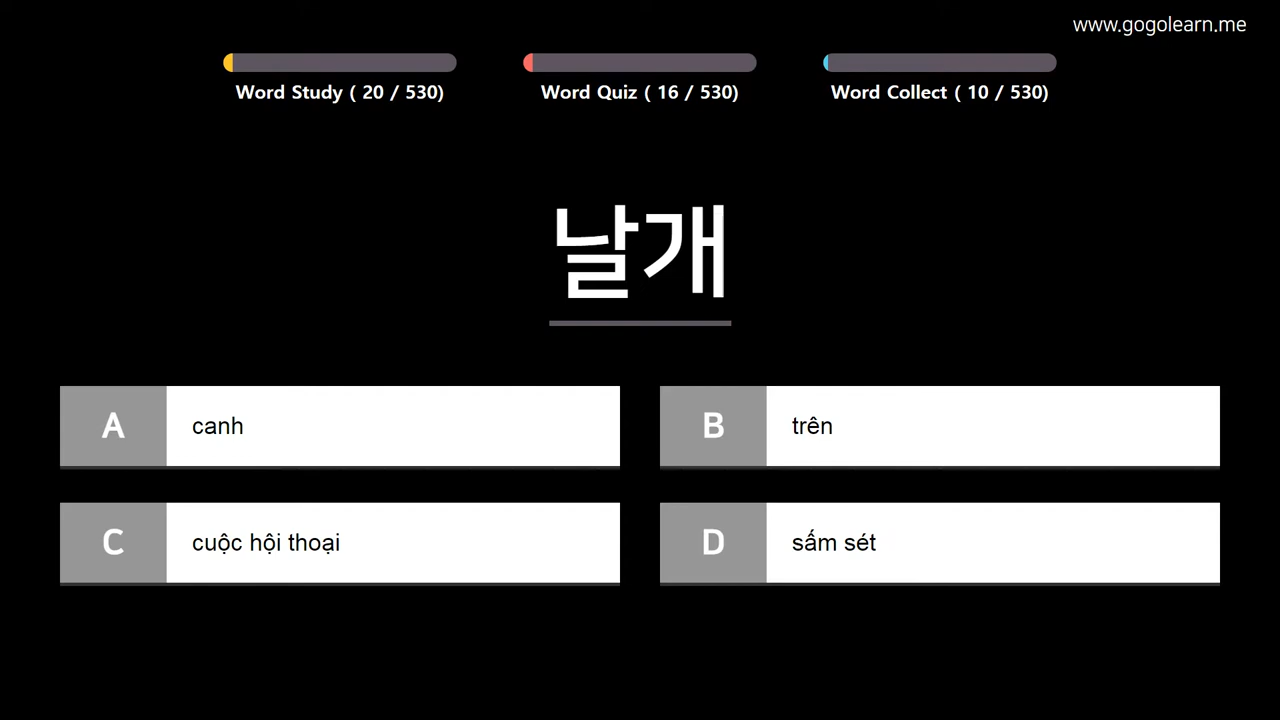 www.gogolearn.me
Word Study ( 20 / 530)
Word Quiz ( 16 / 530)
Word Collect ( 10 / 530)
날개
A canh
B trên
C cuộc hội thoại
D sấm sét